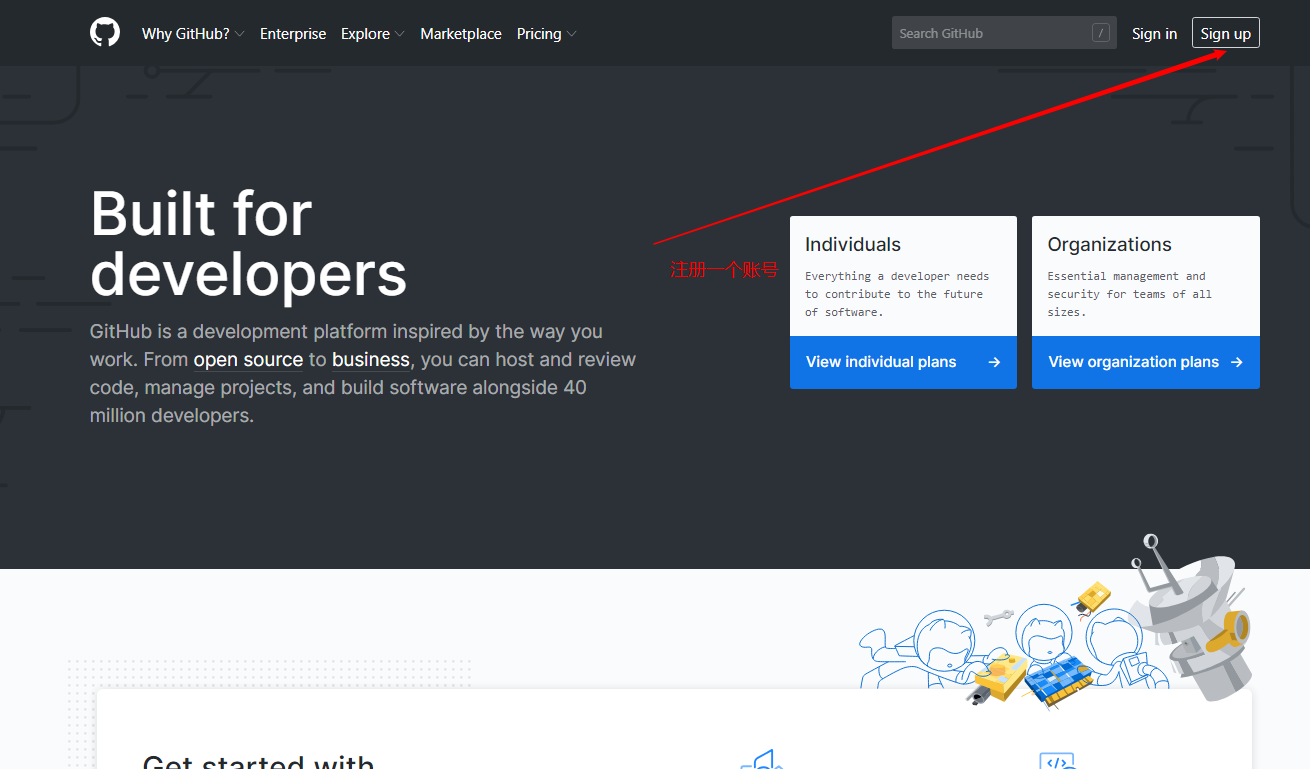 Why GitHub? Enterprise Explore Marketplace Pricing Search GitHub / Sign in Sign up
Built for
developers
GitHub is a development platform inspired by the way you
work. From open source to business, you can host and review
code, manage projects, and build software alongside 40
million developers.
注册一个账号
Individuals
Everything a developer needs
to contribute to the future
of software.
View individual plans →
Organizations
Essential management and
security for teams of all
sizes.
View organization plans →
Get started with